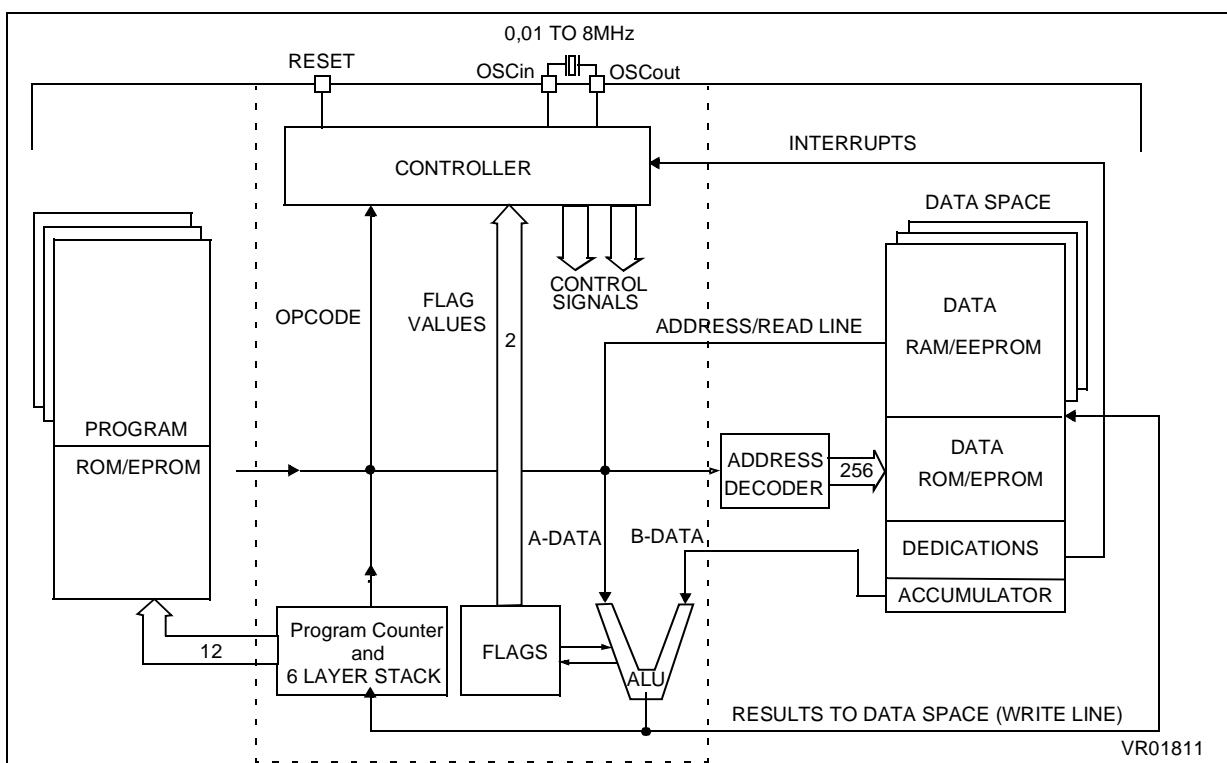 0,01 TO 8MHz
RESET
OSCin
OSCout
CONTROLLER
INTERRUPTS
DATA SPACE
OPCODE
FLAG
VALUES
2
CONTROL
SIGNALS
ADDRESS/READ LINE
DATA
RAM/EEPROM
PROGRAM
ROM/EPROM
ADDRESS
DECODER
256
DATA
ROM/EPROM
A-DATA
B-DATA
DEDICATIONS
ACCUMULATOR
12
Program Counter
and
6 LAYER STACK
FLAGS
ALU
RESULTS TO DATA SPACE (WRITE LINE)
VR01811